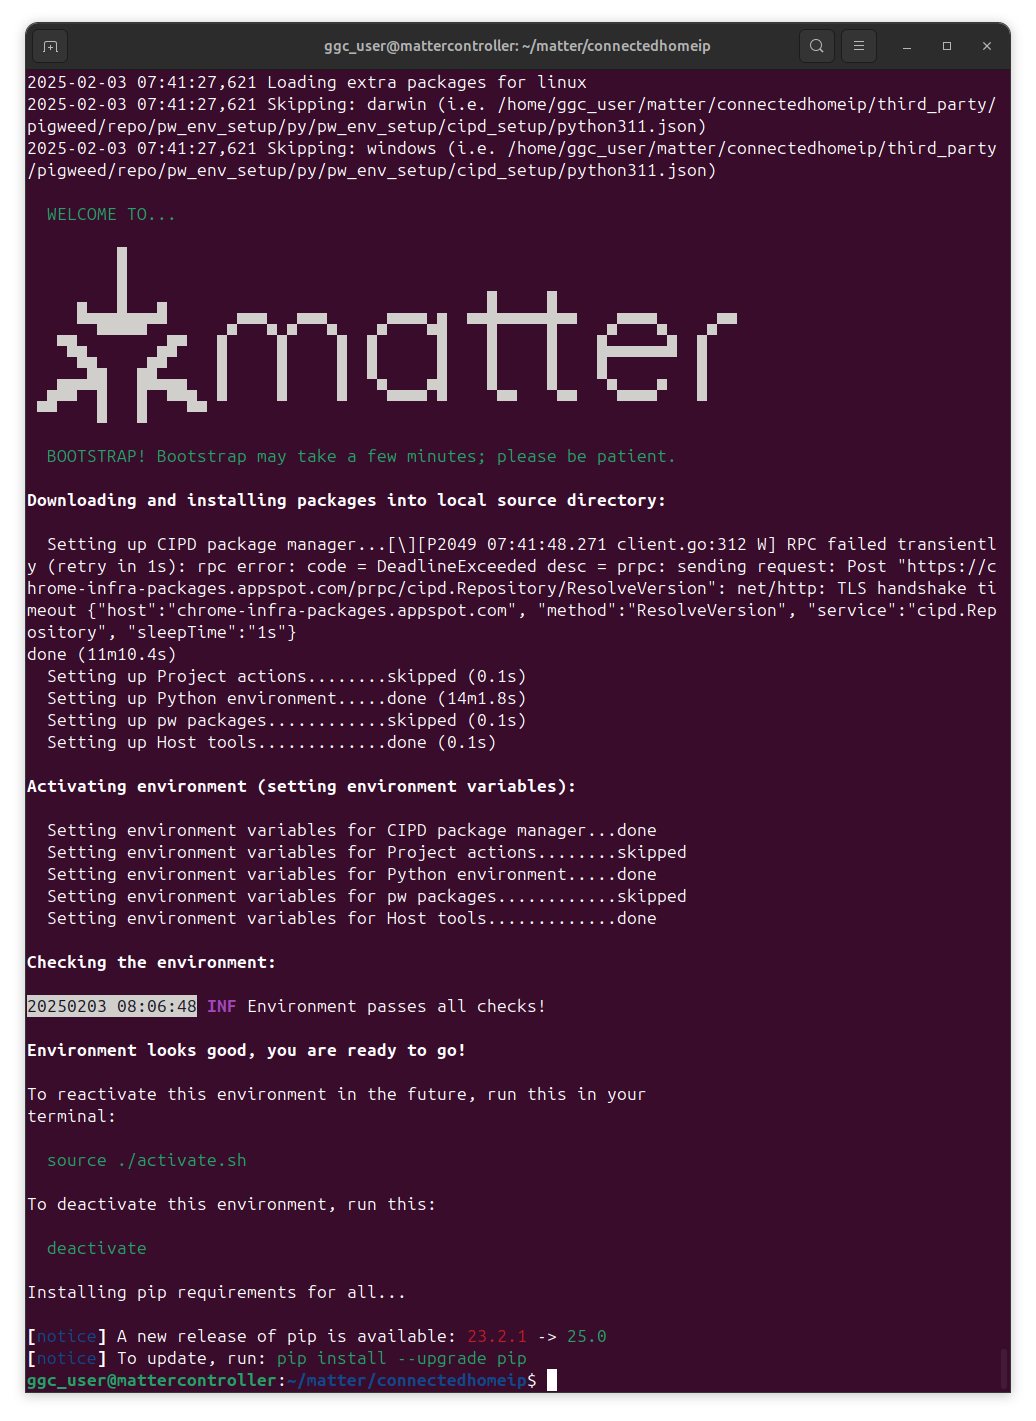 ggc_user@mattercontroller: ~/matter/connectedhomeip
2025-02-03 07:41:27,621 Loading extra packages for linux
2025-02-03 07:41:27,621 Skipping: darwin (i.e. /home/ggc_user/matter/connectedhomeip/third_party/
pigweed/repo/pw_env_setup/py/pw_env_setup/cipd_setup/python311.json)
2025-02-03 07:41:27,621 Skipping: windows (i.e. /home/ggc_user/matter/connectedhomeip/third_party
/pigweed/repo/pw_env_setup/py/pw_env_setup/cipd_setup/python311.json)
WELCOME TO...
matter
BOOTSTRAP! Bootstrap may take a few minutes; please be patient.
Downloading and installing packages into local source directory:
Setting up CIPD package manager...[\][P2049 07:41:48.271 client.go:312 W] RPC failed transientl
y (retry in 1s): rpc error: code = DeadlineExceeded desc = prpc: sending request: Post "https://c
hrome-infra-packages.appspot.com/prpc/cipd.Repository/ResolveVersion": net/http: TLS handshake ti
meout {"host":"chrome-infra-packages.appspot.com", "method":"ResolveVersion", "service":"cipd.Rep
ository", "sleepTime":"1s"}
done (11m10.4s)
Setting up Project actions........skipped (0.1s)
Setting up Python environment.....done (14m1.8s)
Setting up pw packages............skipped (0.1s)
Setting up Host tools.............done (0.1s)
Activating environment (setting environment variables):
Setting environment variables for CIPD package manager...done
Setting environment variables for Project actions........skipped
Setting environment variables for Python environment.....done
Setting environment variables for pw packages............skipped
Setting environment variables for Host tools.............done
Checking the environment:
20250203 08:06:48 INF Environment passes all checks!
Environment looks good, you are ready to go!
To reactivate this environment in the future, run this in your
terminal:
source ./activate.sh
To deactivate this environment, run this:
deactivate
Installing pip requirements for all...
[notice] A new release of pip is available: 23.2.1 -> 25.0
[notice] To update, run: pip install --upgrade pip
ggc_user@mattercontroller:~/matter/connectedhomeip$